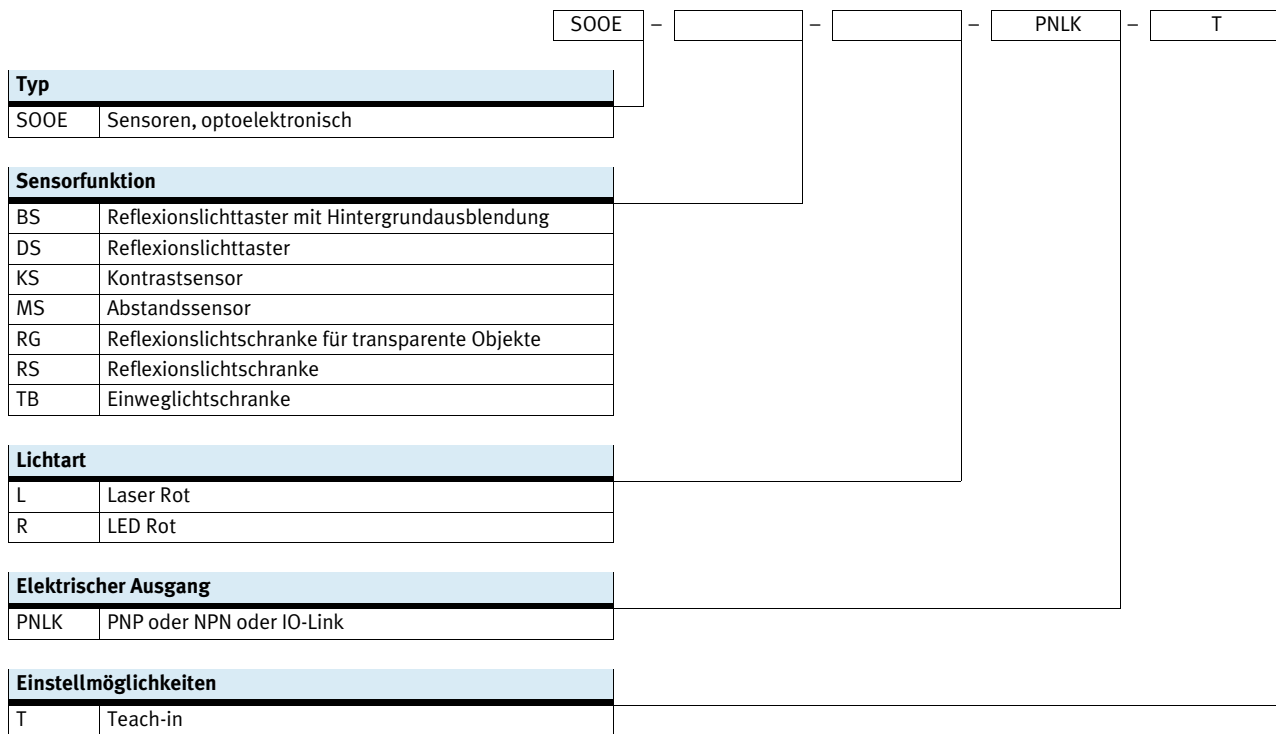 SOOE – – – PNLK – T
Typ
SOOE Sensoren, optoelektronisch
Sensorfunktion
BS Reflexionslichttaster mit Hintergrundausblendung
DS Reflexionslichttaster
KS Kontrastsensor
MS Abstandssensor
RG Reflexionslichtschranke für transparente Objekte
RS Reflexionslichtschranke
TB Einweglichtschranke
Lichtart
L Laser Rot
R LED Rot
Elektrischer Ausgang
PNLK PNP oder NPN oder IO-Link
Einstellmöglichkeiten
T Teach-in